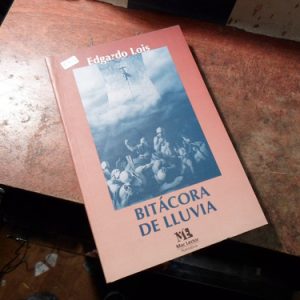 Edgardo Lois
BITÁCORA
DE LLUVIA
Mar Lector